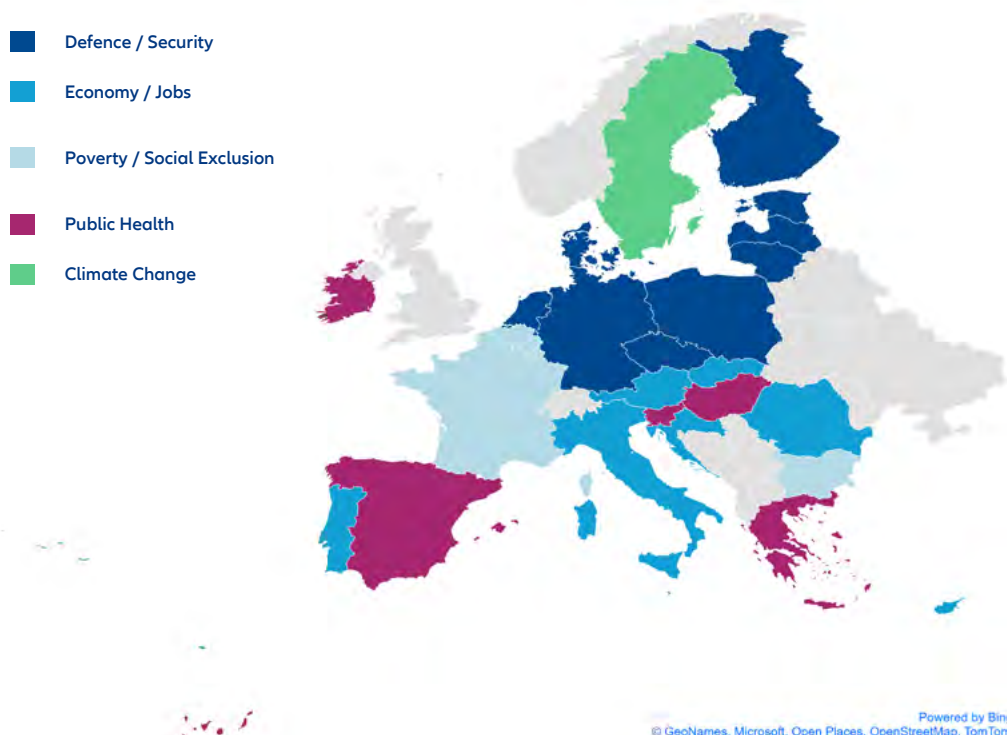 Defence / Security
Economy / Jobs
Poverty / Social Exclusion
Public Health
Climate Change
Powered by Bing
© GeoNames, Microsoft, Open Places, OpenStreetMap, TomTom